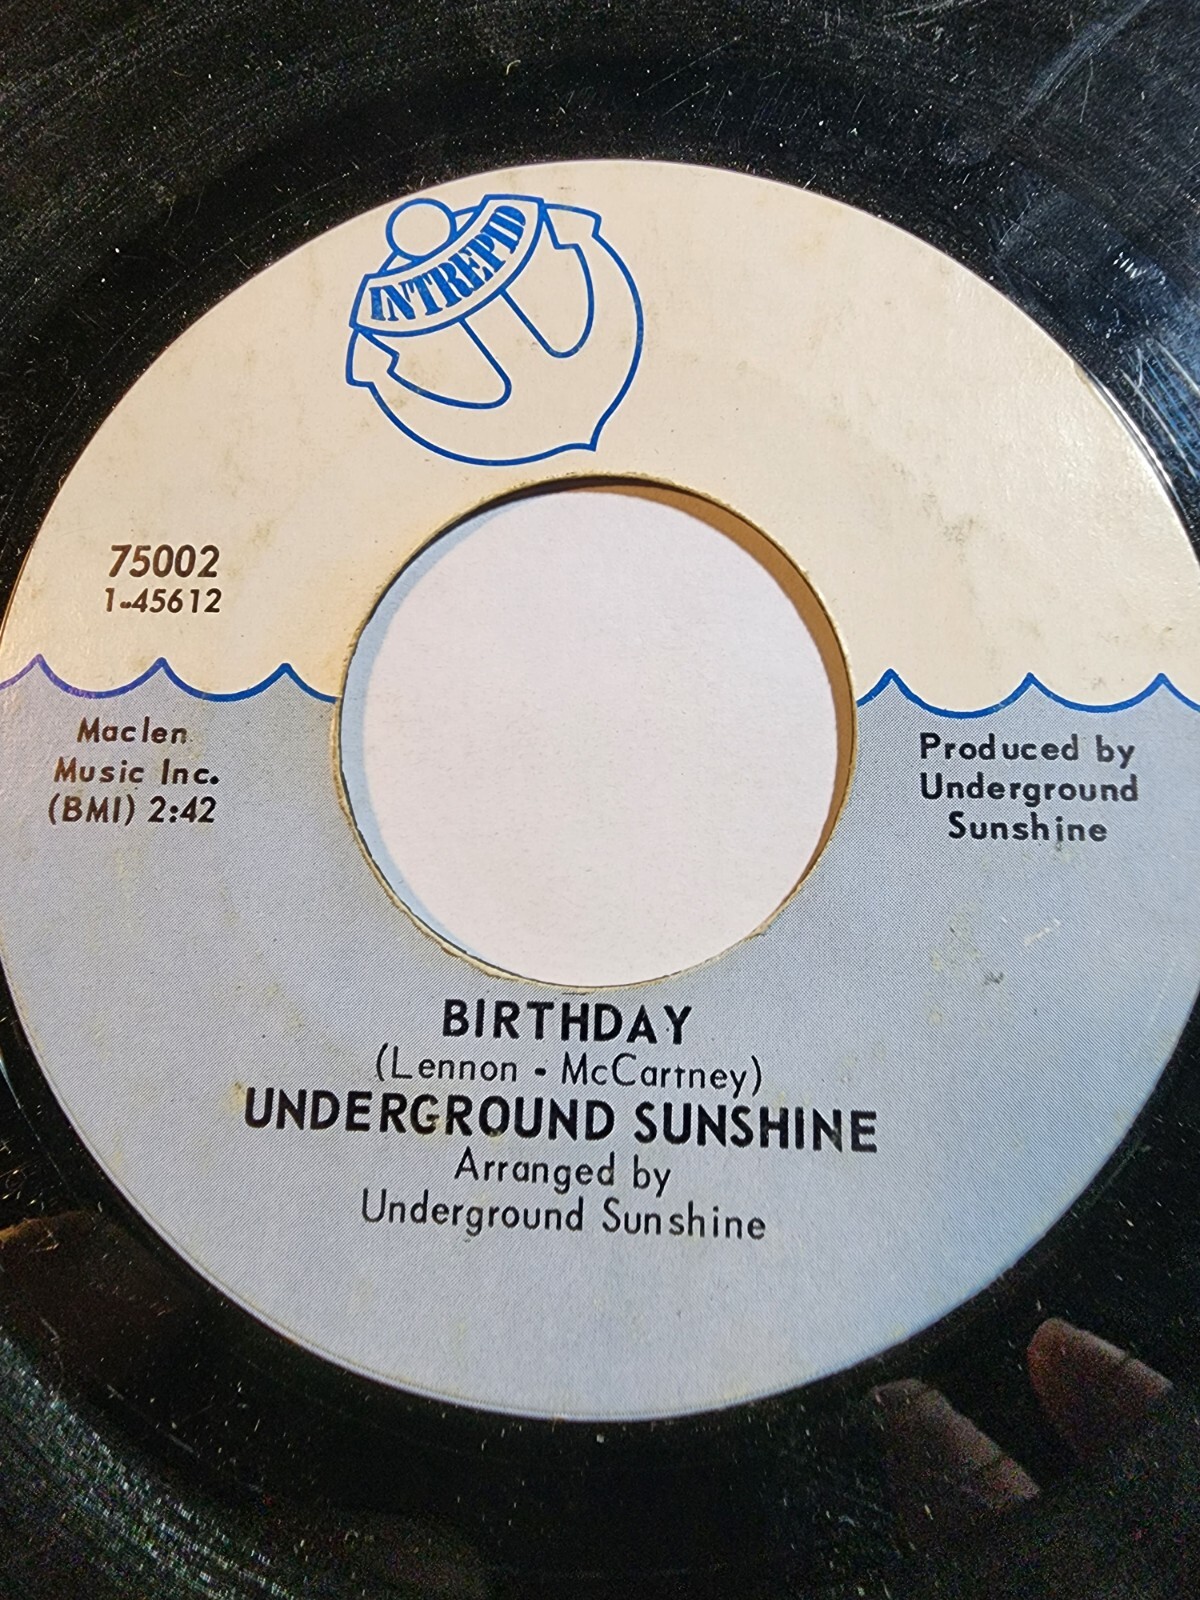 INTREPID
75002
1-45612
Maclen
Music Inc.
(BMI) 2:42
Produced by
Underground
Sunshine
BIRTHDAY
(Lennon - McCartney)
UNDERGROUND SUNSHINE
Arranged by
Underground Sunshine